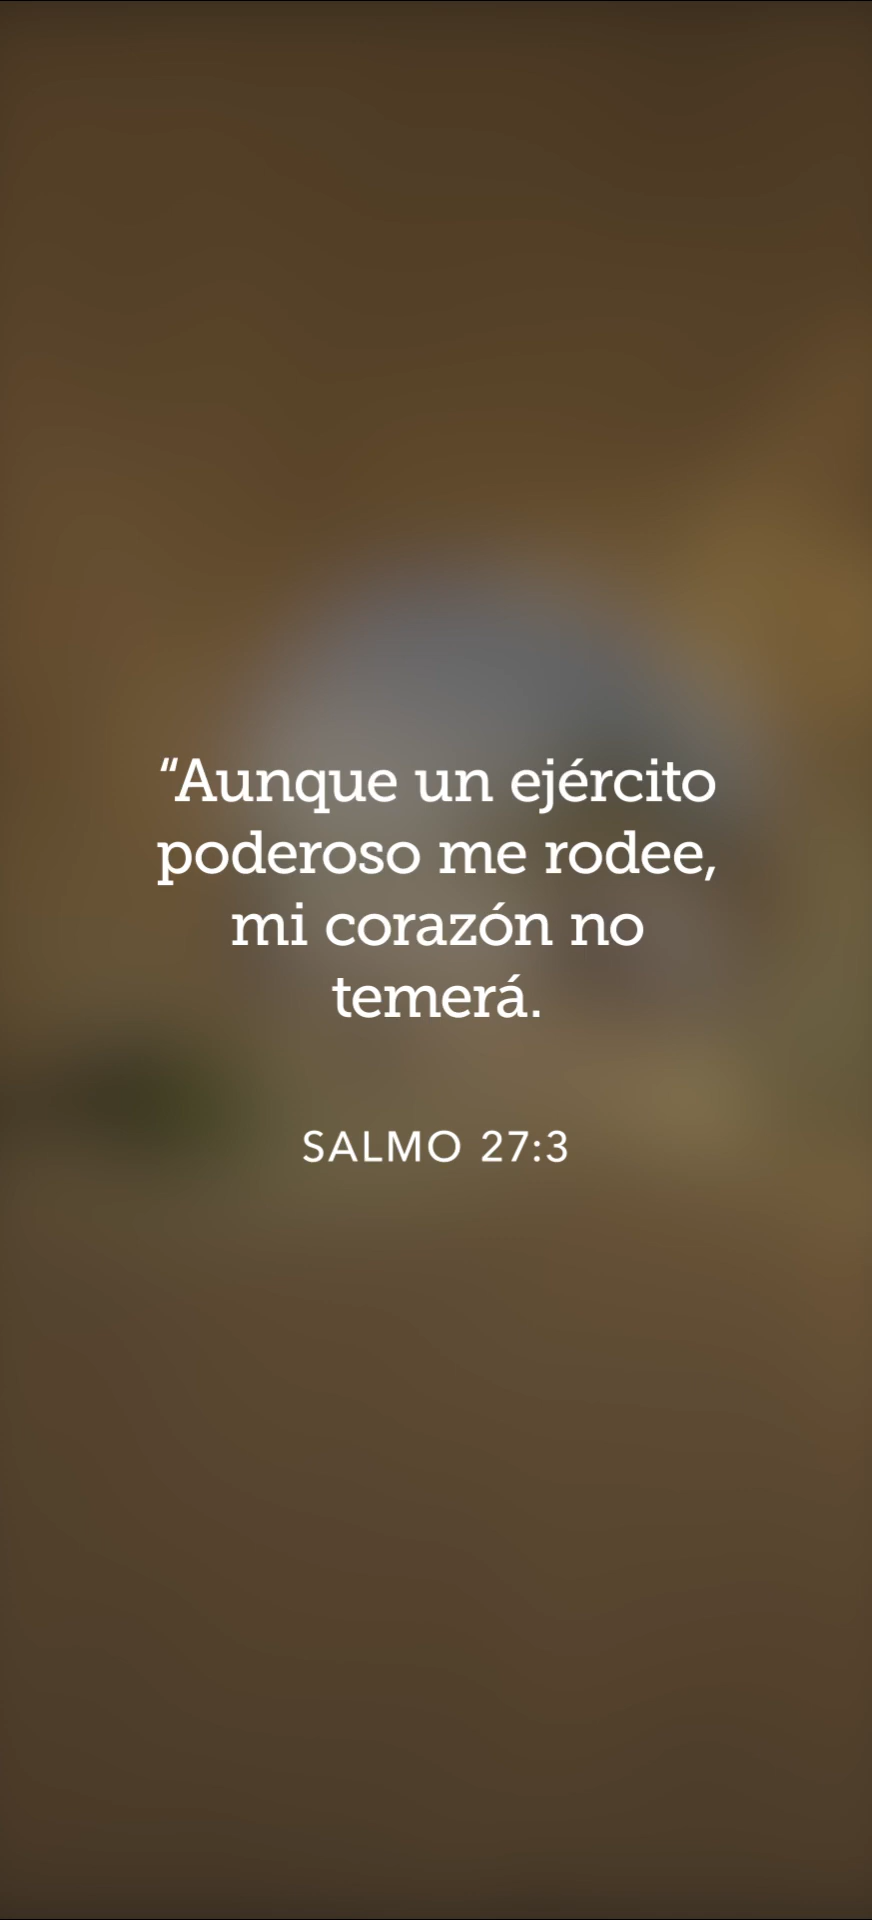 “Aunque un ejército
poderoso me rodee,
mi corazón no
temerá.
SALMO 27:3